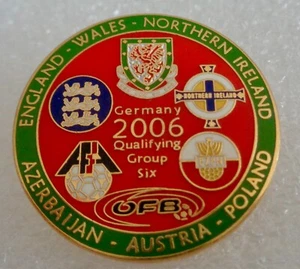 ENGLAND - WALES - NORTHERN IRELAND
NORTHERN IRELAND
Germany
2006
Qualifying
Group
Six
AFFA
ÖFB
AZERBAIJAN - AUSTRIA - POLAND